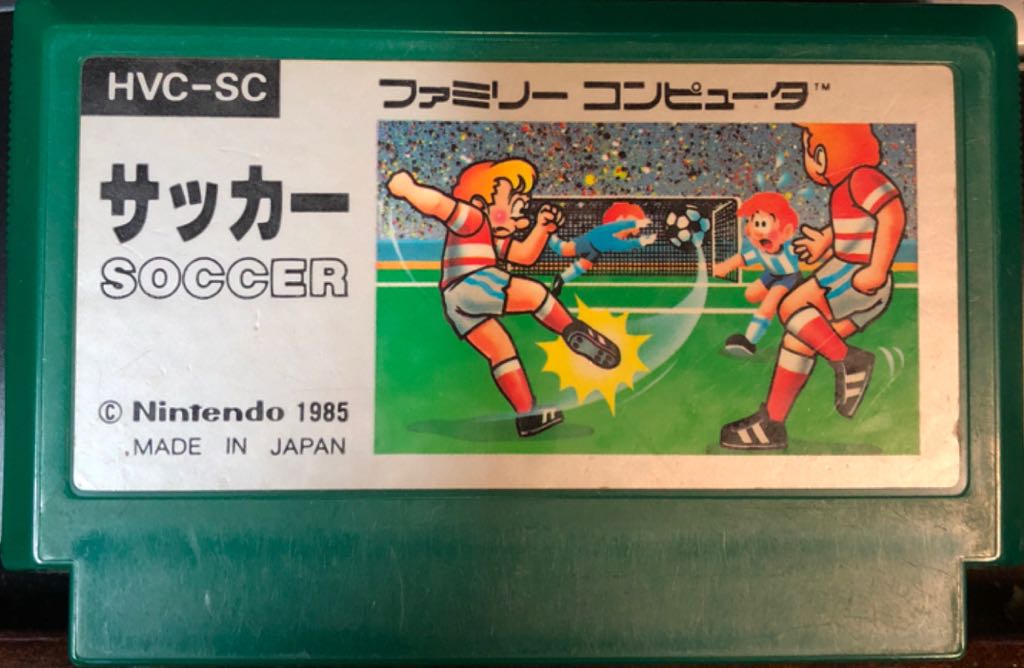 HVC-SC
ファミリー コンピュータ™
サッカー
SOCCER
© Nintendo 1985
MADE IN JAPAN